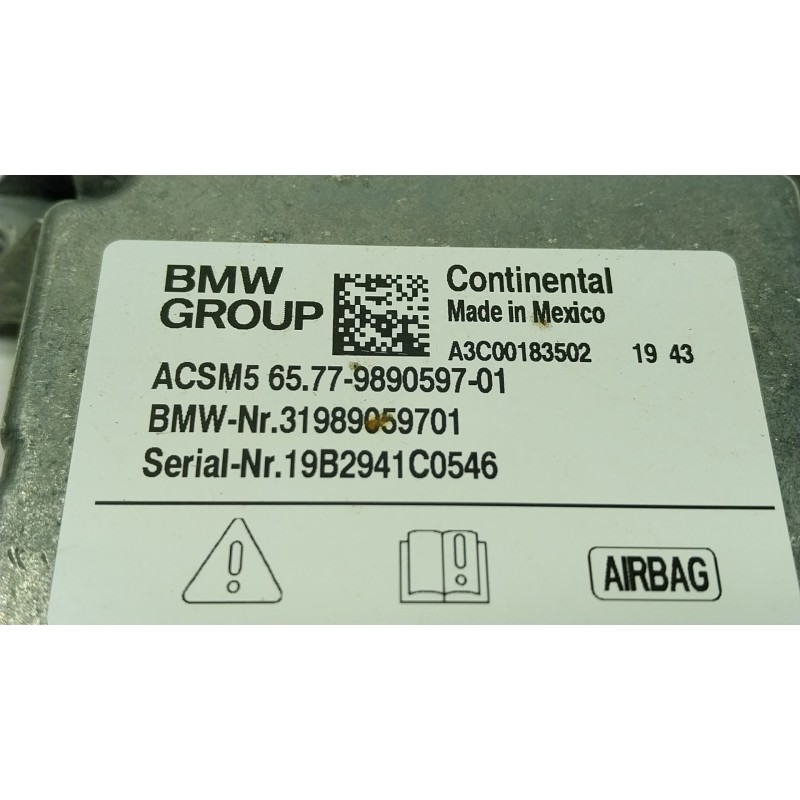 BMW
GROUP
Continental
Made in Mexico
A3C00183502 19 43
ACSM5 65.77-9890597-01
BMW-Nr.31989059701
Serial-Nr.19B2941C0546
AIRBAG